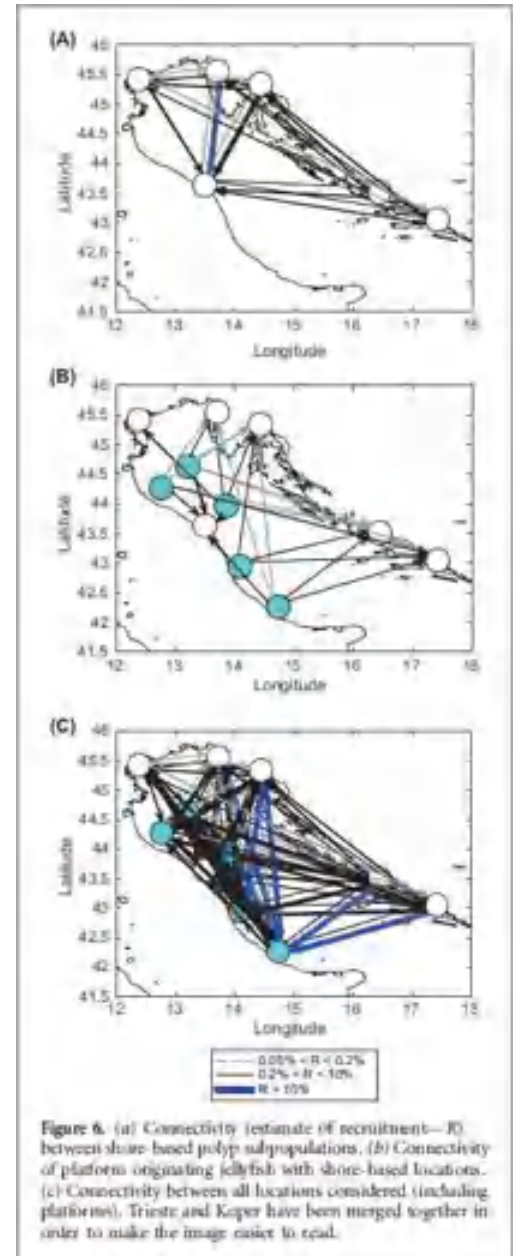 (A)
46
45.5
45
44.5
44
43.5
43
42.5
42
41.5
Latitude
12 13 14 15 16 17 18
Longitude
(B)
46
45.5
45
44.5
44
43.5
43
42.5
42
41.5
Latitude
12 13 14 15 16 17 18
Longitude
(C)
46
45.5
45
44.5
44
43.5
43
42.5
42
41.5
Latitude
12 13 14 15 16 17 18
Longitude
0.05% < R < 0.2%
0.2% < R < 10%
R > 10%
Figure 6. (a) Connectivity (estimate of recruitment—R)
between shore-based polyp subpopulations. (b) Connectivity
of platform originating jellyfish with shore-based locations.
(c) Connectivity between all locations considered (including
platforms). Trieste and Koper have been merged together in
order to make the image easier to read.